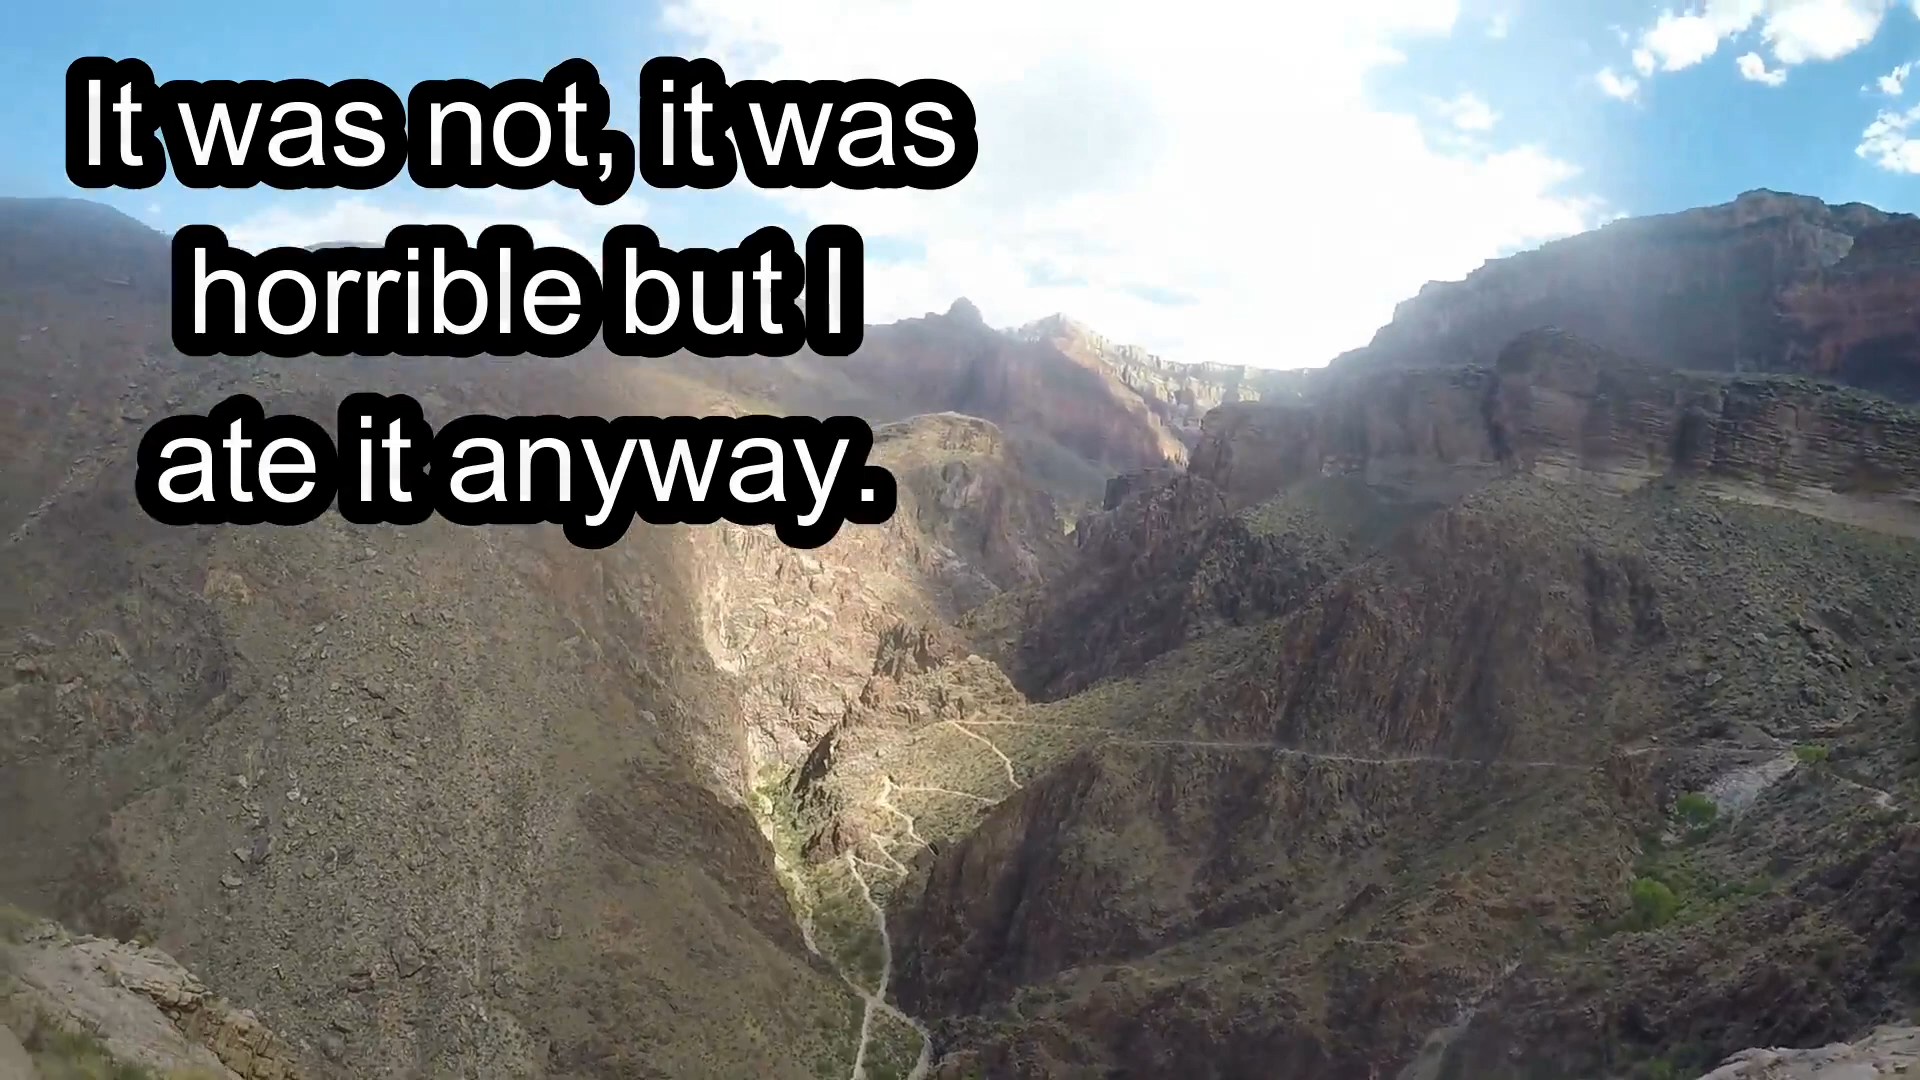 It was not, it was
horrible but I
ate it anyway.